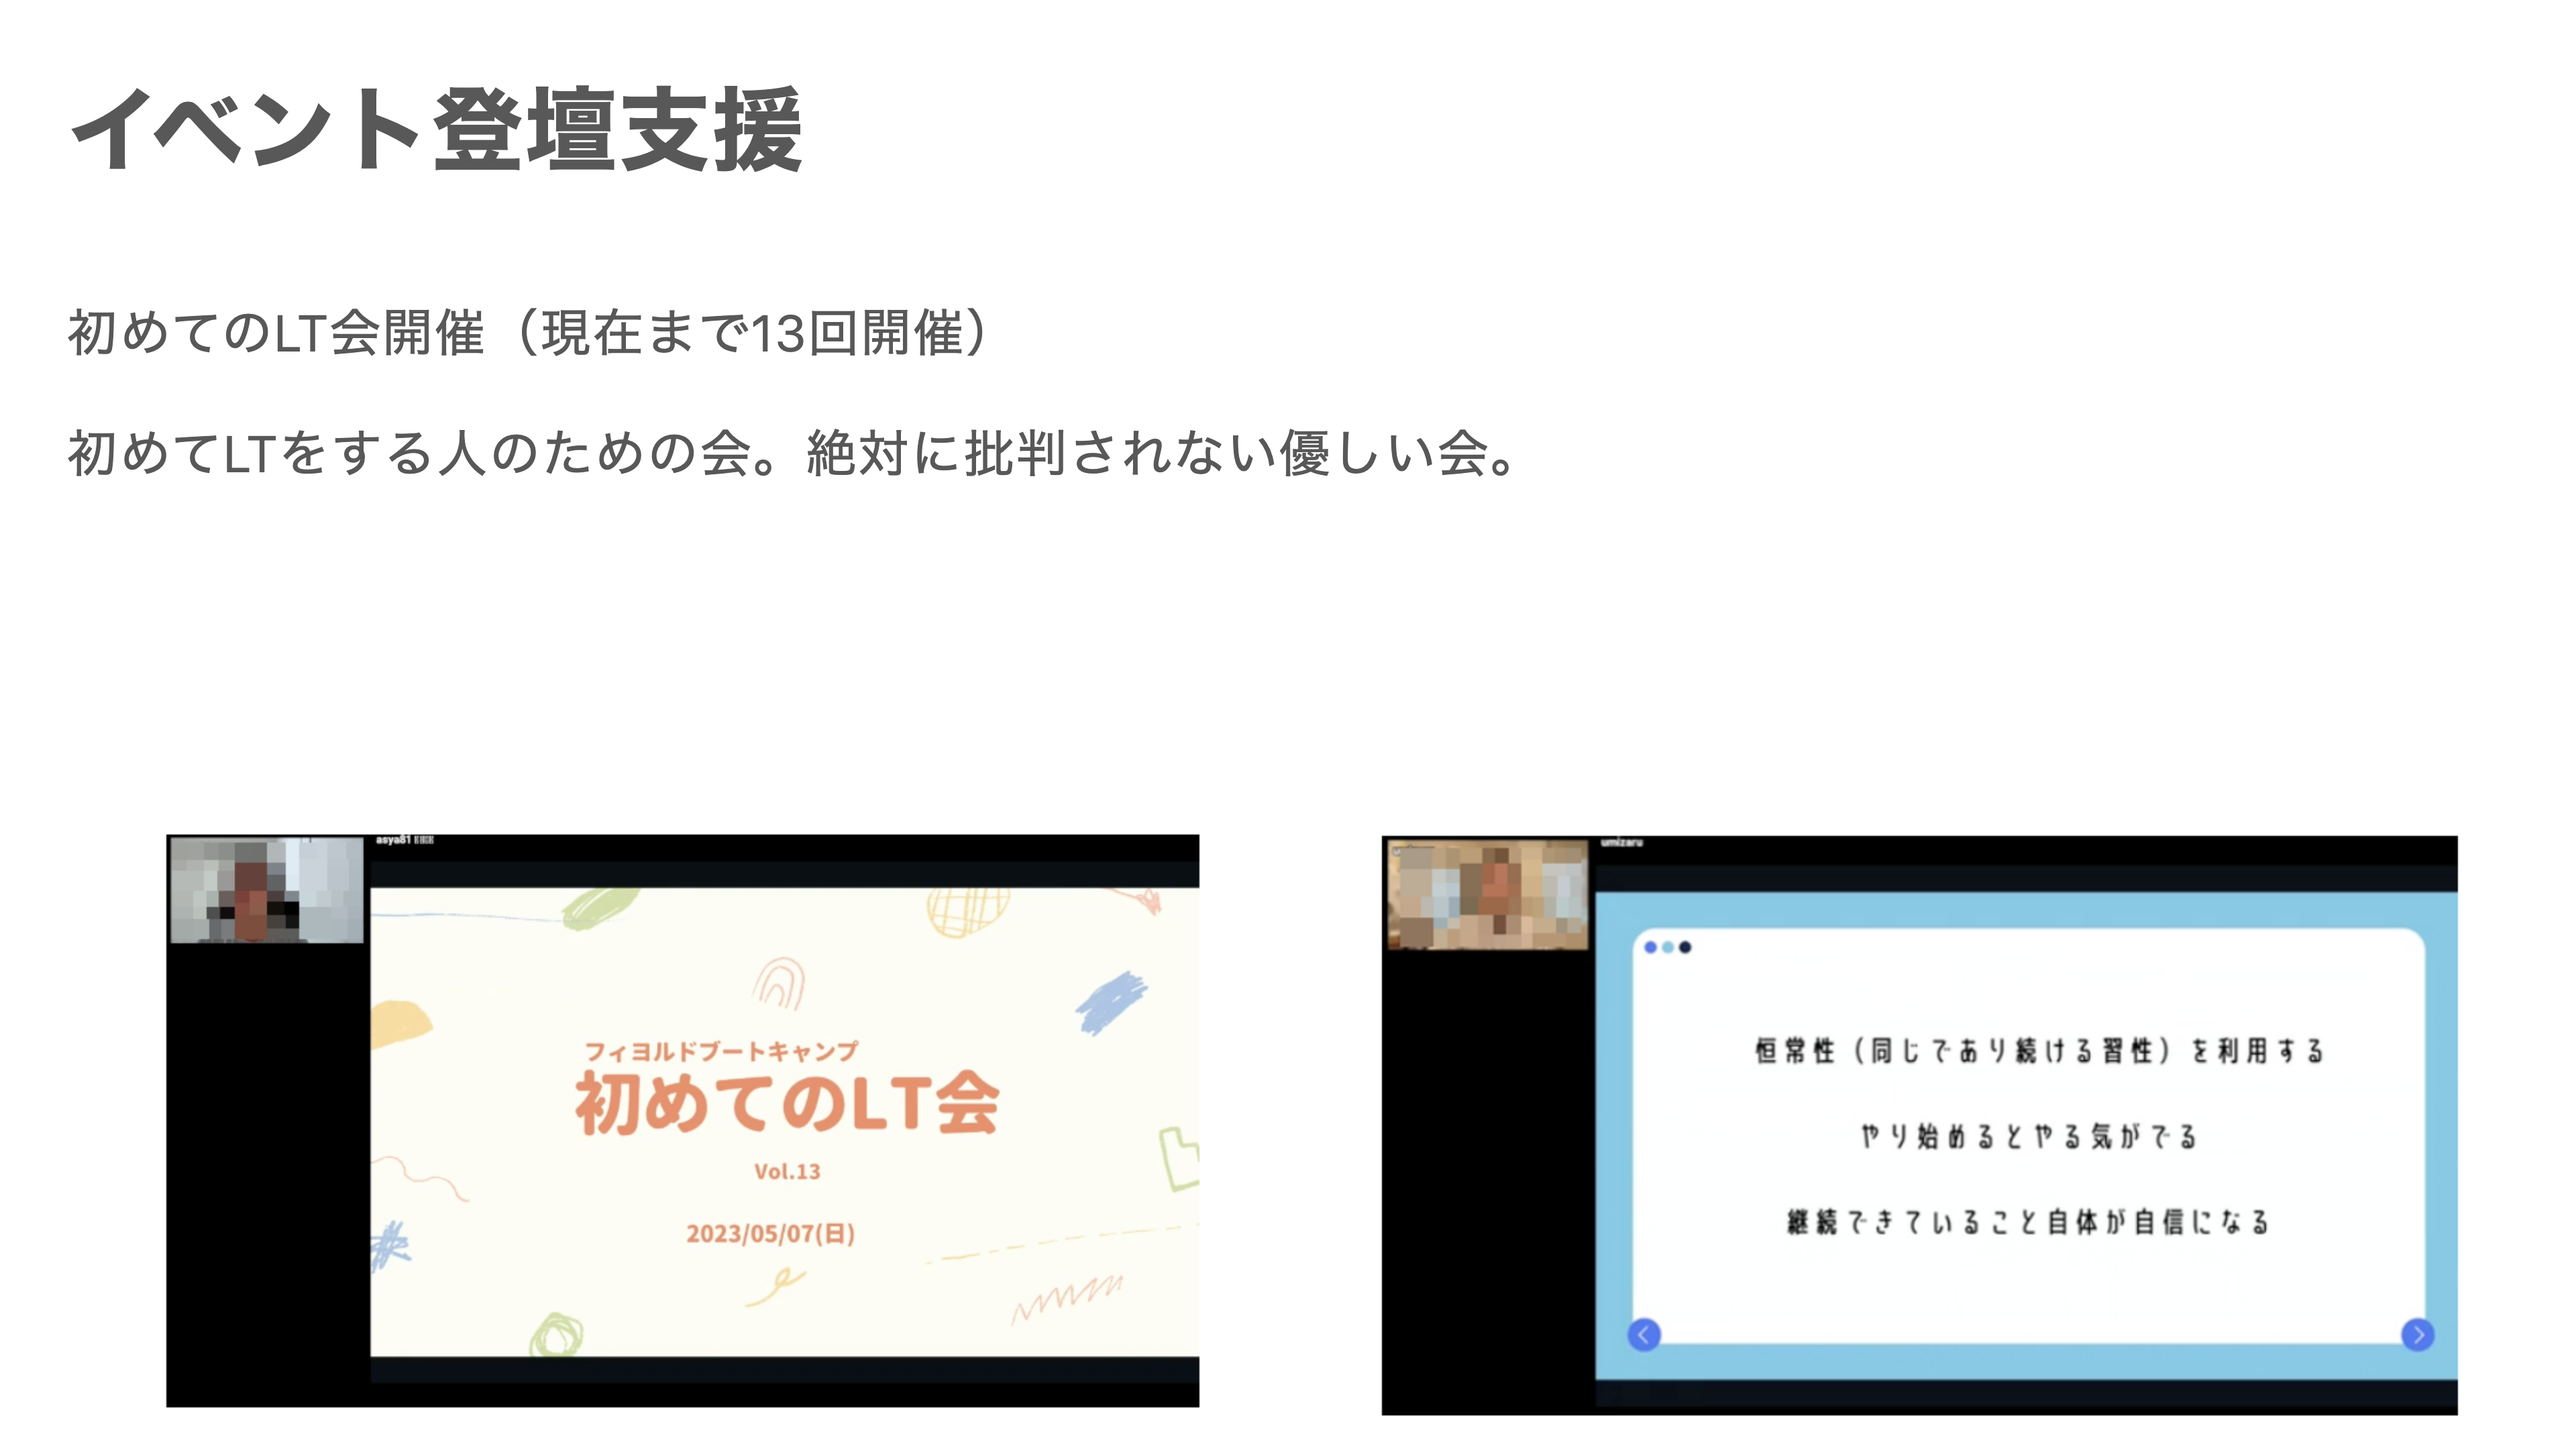 イベント登壇支援
初めてのLT会開催（現在まで13回開催）
初めてLTをする人のための会。絶対に批判されない優しい会。
asya81
フィヨルドブートキャンプ
初めてのLT会
Vol.13
2023/05/07(日)
umizaru
恒常性（同じであり続ける習性）を利用する
やり始めるとやる気がでる
継続できていること自体が自信になる